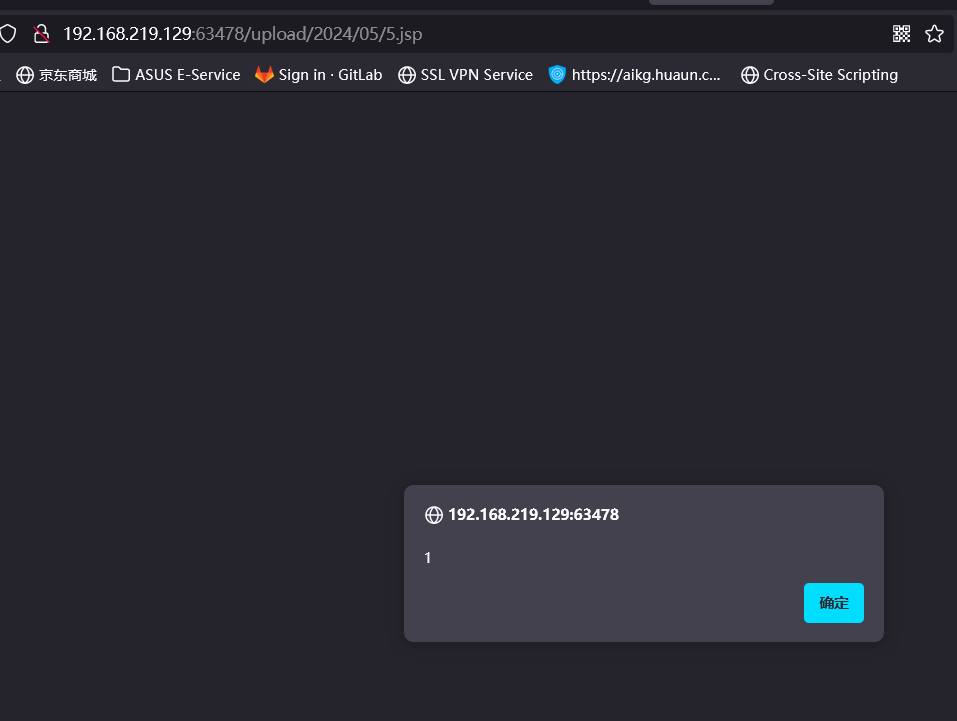 192.168.219.129:63478/upload/2024/05/5.jsp
京东商城 ASUS E-Service Sign in · GitLab SSL VPN Service https://aikg.huaun.c... Cross-Site Scripting
192.168.219.129:63478
1
确定